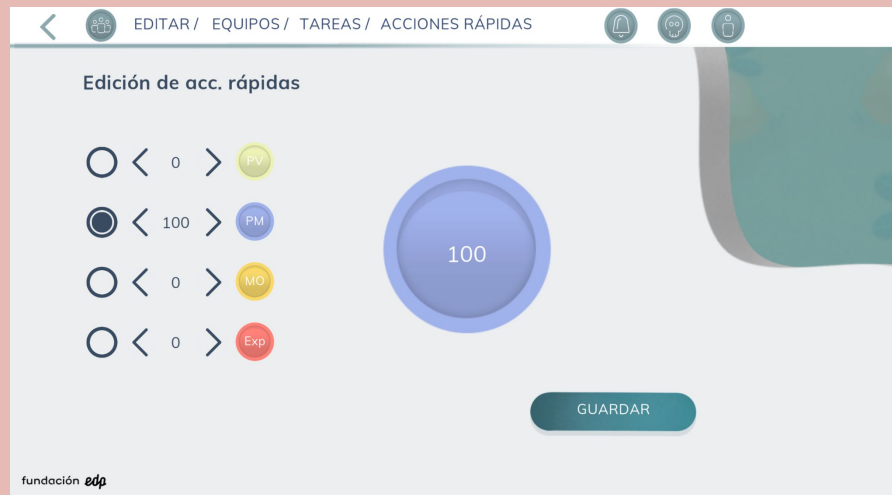 EDITAR / EQUIPOS / TAREAS / ACCIONES RÁPIDAS
Edición de acc. rápidas
0 PV
100 PM
0 MO
0 Exp
100
GUARDAR
fundación edp